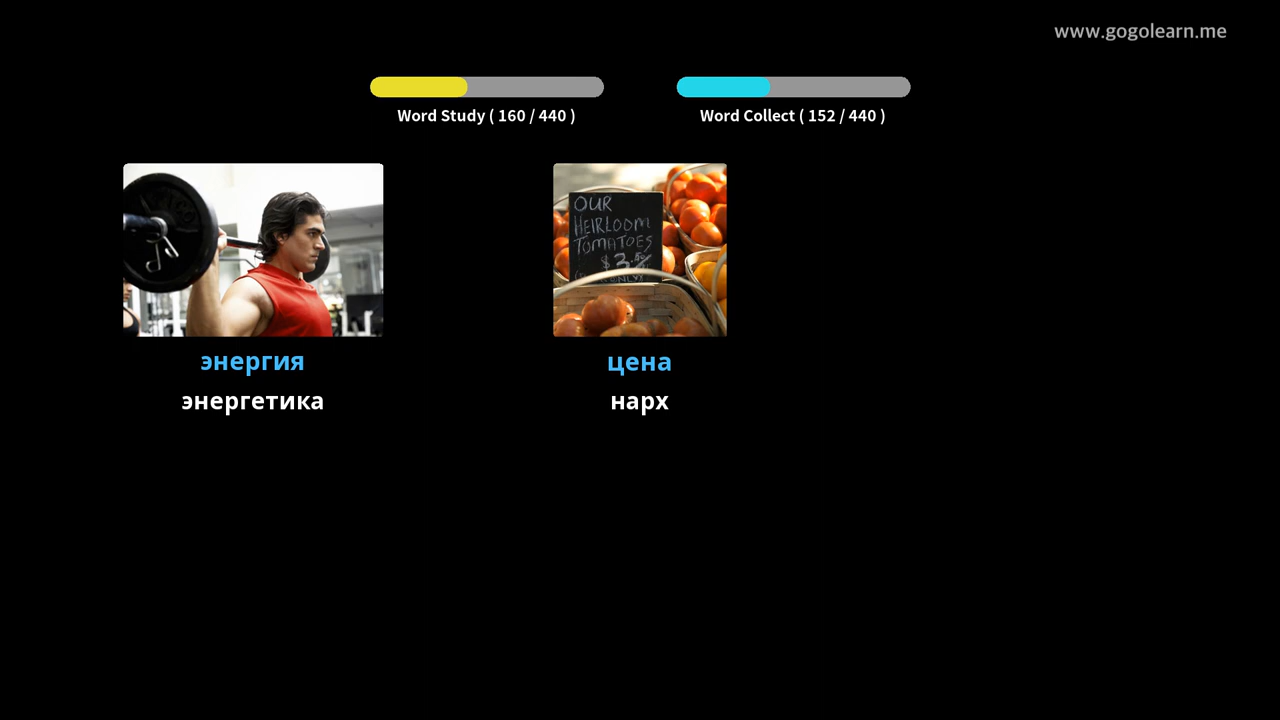 www.gogolearn.me
Word Study ( 160 / 440 )
Word Collect ( 152 / 440 )
OUR
HEIRLOOM
TOMATOES
энергия
цена
энергетика
нарх